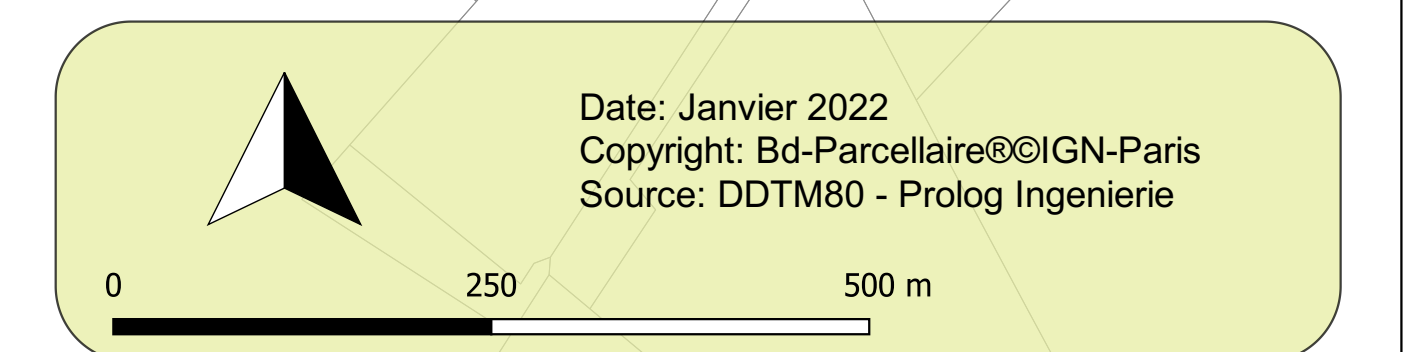 Date: Janvier 2022
Copyright: Bd-Parcellaire®©IGN-Paris
Source: DDTM80 - Prolog Ingenierie
0 250 500 m